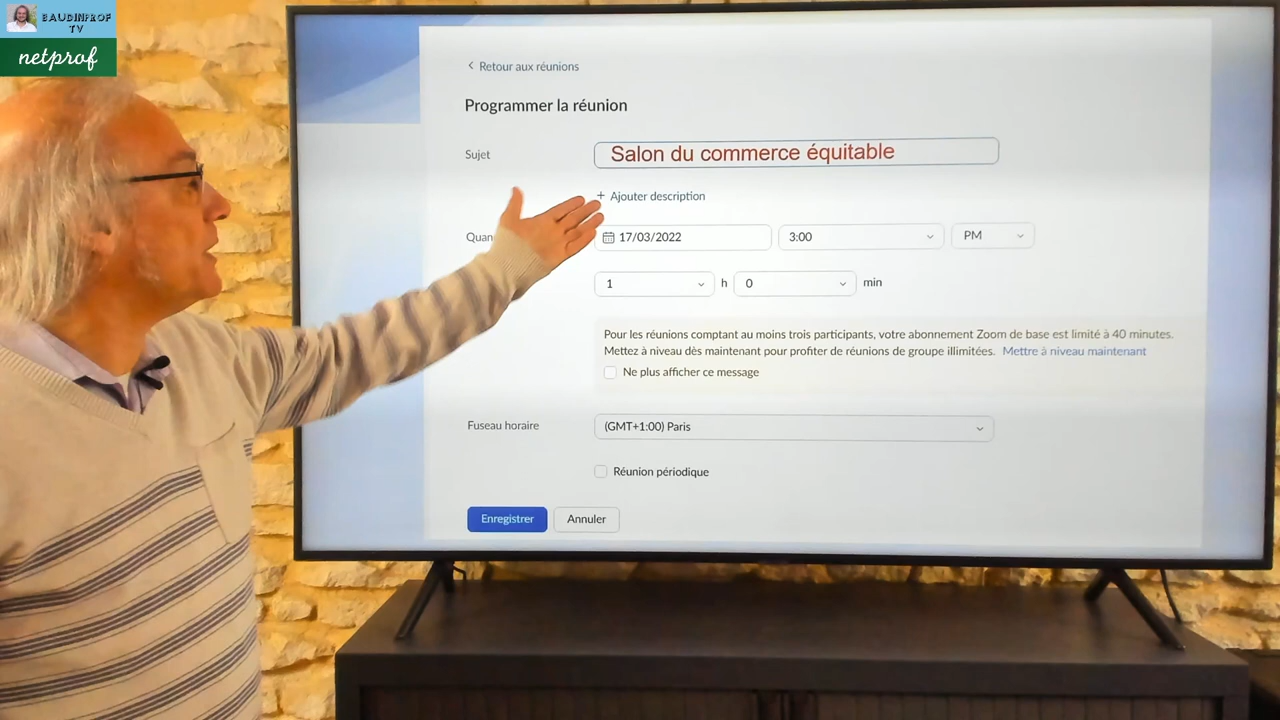 BAUDINPROF
TV
netprof
Retour aux réunions
Programmer la réunion
Sujet
Salon du commerce équitable
+ Ajouter description
Quan
17/03/2022
3:00
PM
1
h
0
min
Pour les réunions comptant au moins trois participants, votre abonnement Zoom de base est limité à 40 minutes.
Mettez à niveau dès maintenant pour profiter de réunions de groupe illimitées. Mettre à niveau maintenant
Ne plus afficher ce message
Fuseau horaire
(GMT+1:00) Paris
Réunion périodique
Enregistrer
Annuler